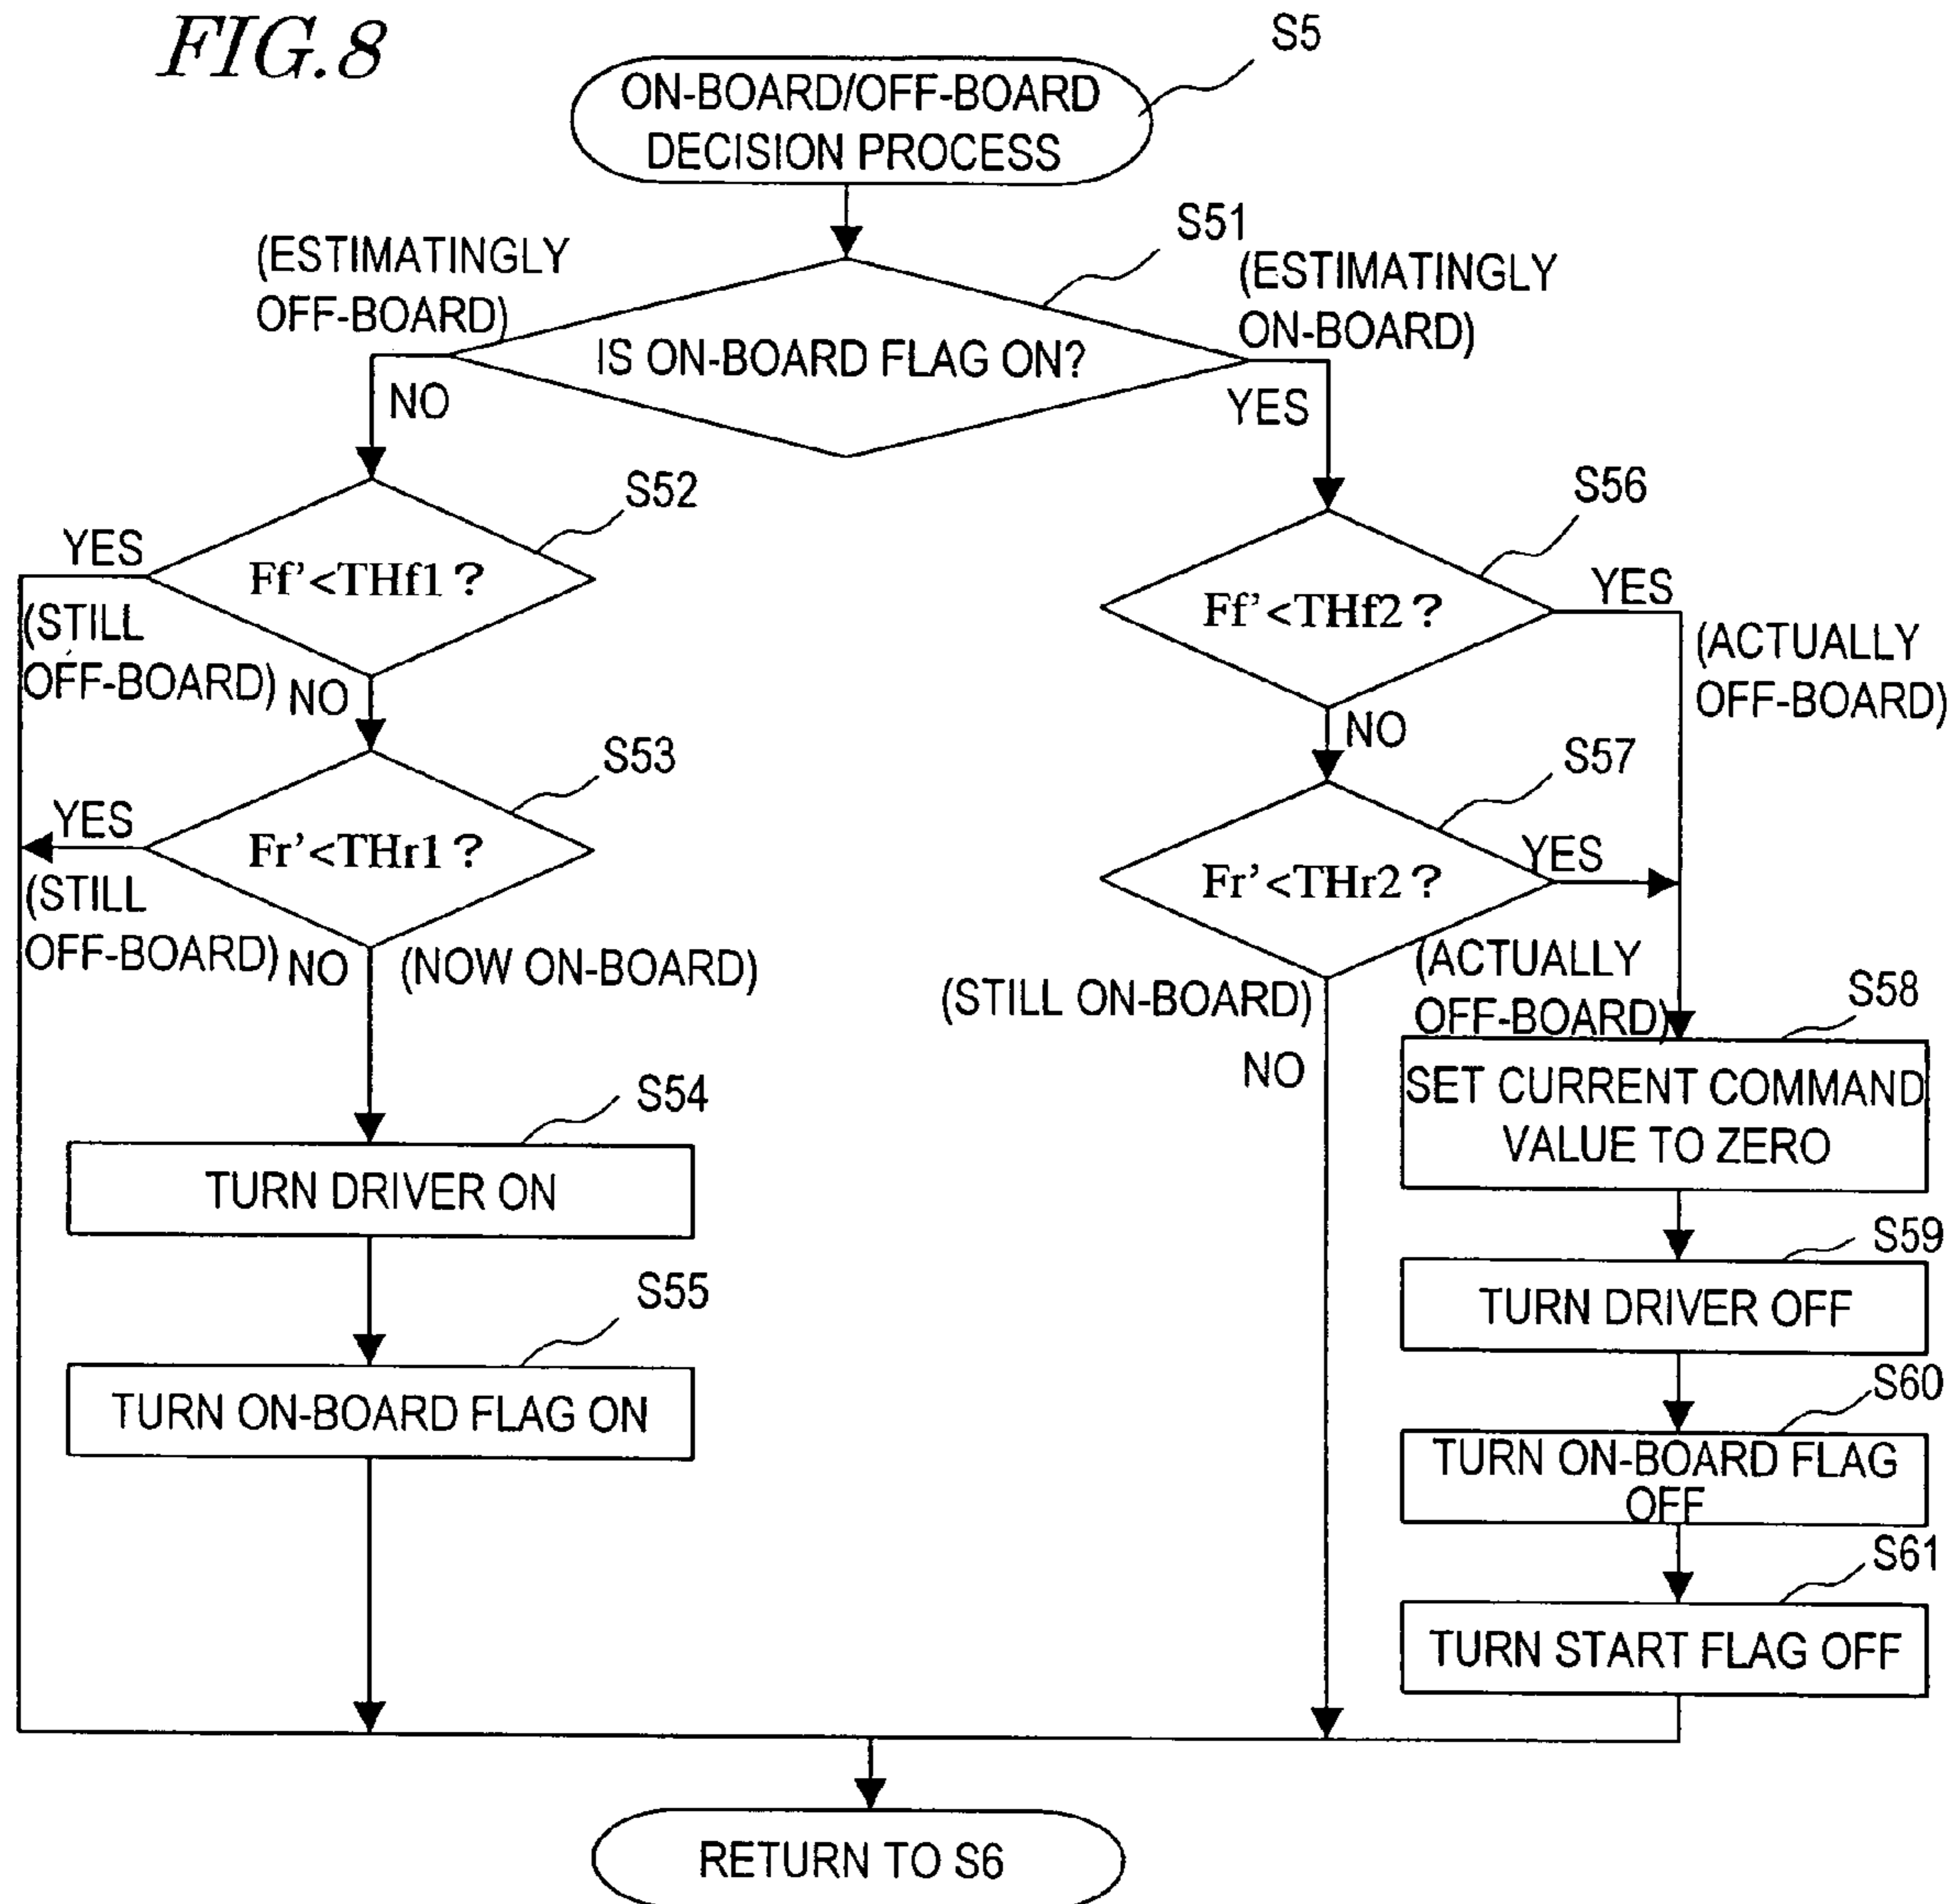 FIG.8
S5
ON-BOARD/OFF-BOARD
DECISION PROCESS
S51
(ESTIMATINGLY
OFF-BOARD)
(ESTIMATINGLY
ON-BOARD)
IS ON-BOARD FLAG ON?
NO
YES
S52
YES
Ff'<THf1 ?
(STILL
OFF-BOARD)
NO
S56
Ff'<THf2 ?
YES
(ACTUALLY
OFF-BOARD)
NO
S53
YES
Fr'<THr1 ?
(STILL
OFF-BOARD)
NO
(NOW ON-BOARD)
S57
Fr'<THr2 ?
YES
(ACTUALLY
OFF-BOARD)
(STILL ON-BOARD)
NO
S54
TURN DRIVER ON
S55
TURN ON-BOARD FLAG ON
S58
SET CURRENT COMMAND
VALUE TO ZERO
S59
TURN DRIVER OFF
S60
TURN ON-BOARD FLAG
OFF
S61
TURN START FLAG OFF
RETURN TO S6